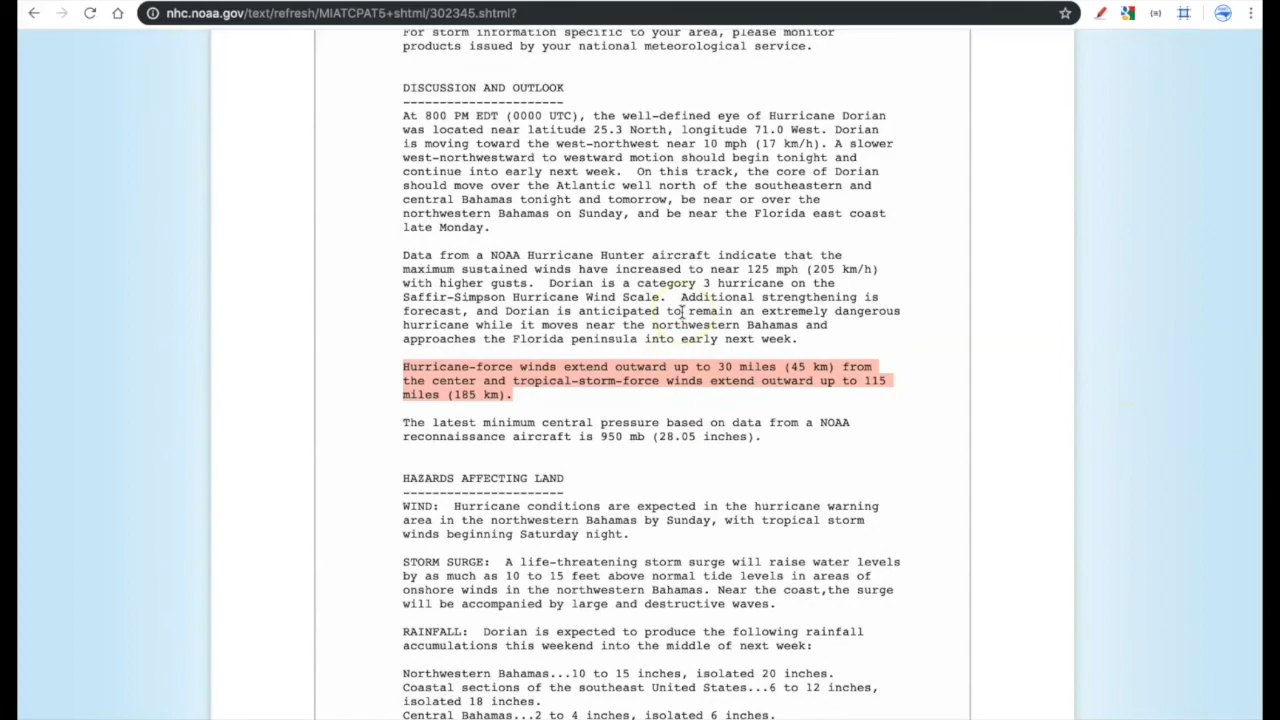 nhc.noaa.gov/text/refresh/MIATCPAT5+shtml/302345.shtml?
For storm information specific to your area, please monitor
products issued by your national meteorological service.
DISCUSSION AND OUTLOOK
----------------------
At 800 PM EDT (0000 UTC), the well-defined eye of Hurricane Dorian
was located near latitude 25.3 North, longitude 71.0 West. Dorian
is moving toward the west-northwest near 10 mph (17 km/h). A slower
west-northwestward to westward motion should begin tonight and
continue into early next week.  On this track, the core of Dorian
should move over the Atlantic well north of the southeastern and
central Bahamas tonight and tomorrow, be near or over the
northwestern Bahamas on Sunday, and be near the Florida east coast
late Monday.
Data from a NOAA Hurricane Hunter aircraft indicate that the
maximum sustained winds have increased to near 125 mph (205 km/h)
with higher gusts.  Dorian is a category 3 hurricane on the
Saffir-Simpson Hurricane Wind Scale.  Additional strengthening is
forecast, and Dorian is anticipated to remain an extremely dangerous
hurricane while it moves near the northwestern Bahamas and
approaches the Florida peninsula into early next week.
Hurricane-force winds extend outward up to 30 miles (45 km) from
the center and tropical-storm-force winds extend outward up to 115
miles (185 km).
The latest minimum central pressure based on data from a NOAA
reconnaissance aircraft is 950 mb (28.05 inches).
HAZARDS AFFECTING LAND
----------------------
WIND:  Hurricane conditions are expected in the hurricane warning
area in the northwestern Bahamas by Sunday, with tropical storm
winds beginning Saturday night.
STORM SURGE:  A life-threatening storm surge will raise water levels
by as much as 10 to 15 feet above normal tide levels in areas of
onshore winds in the northwestern Bahamas. Near the coast,the surge
will be accompanied by large and destructive waves.
RAINFALL:  Dorian is expected to produce the following rainfall
accumulations this weekend into the middle of next week:
Northwestern Bahamas...10 to 15 inches, isolated 20 inches.
Coastal sections of the southeast United States...6 to 12 inches,
isolated 18 inches.
Central Bahamas...2 to 4 inches, isolated 6 inches.